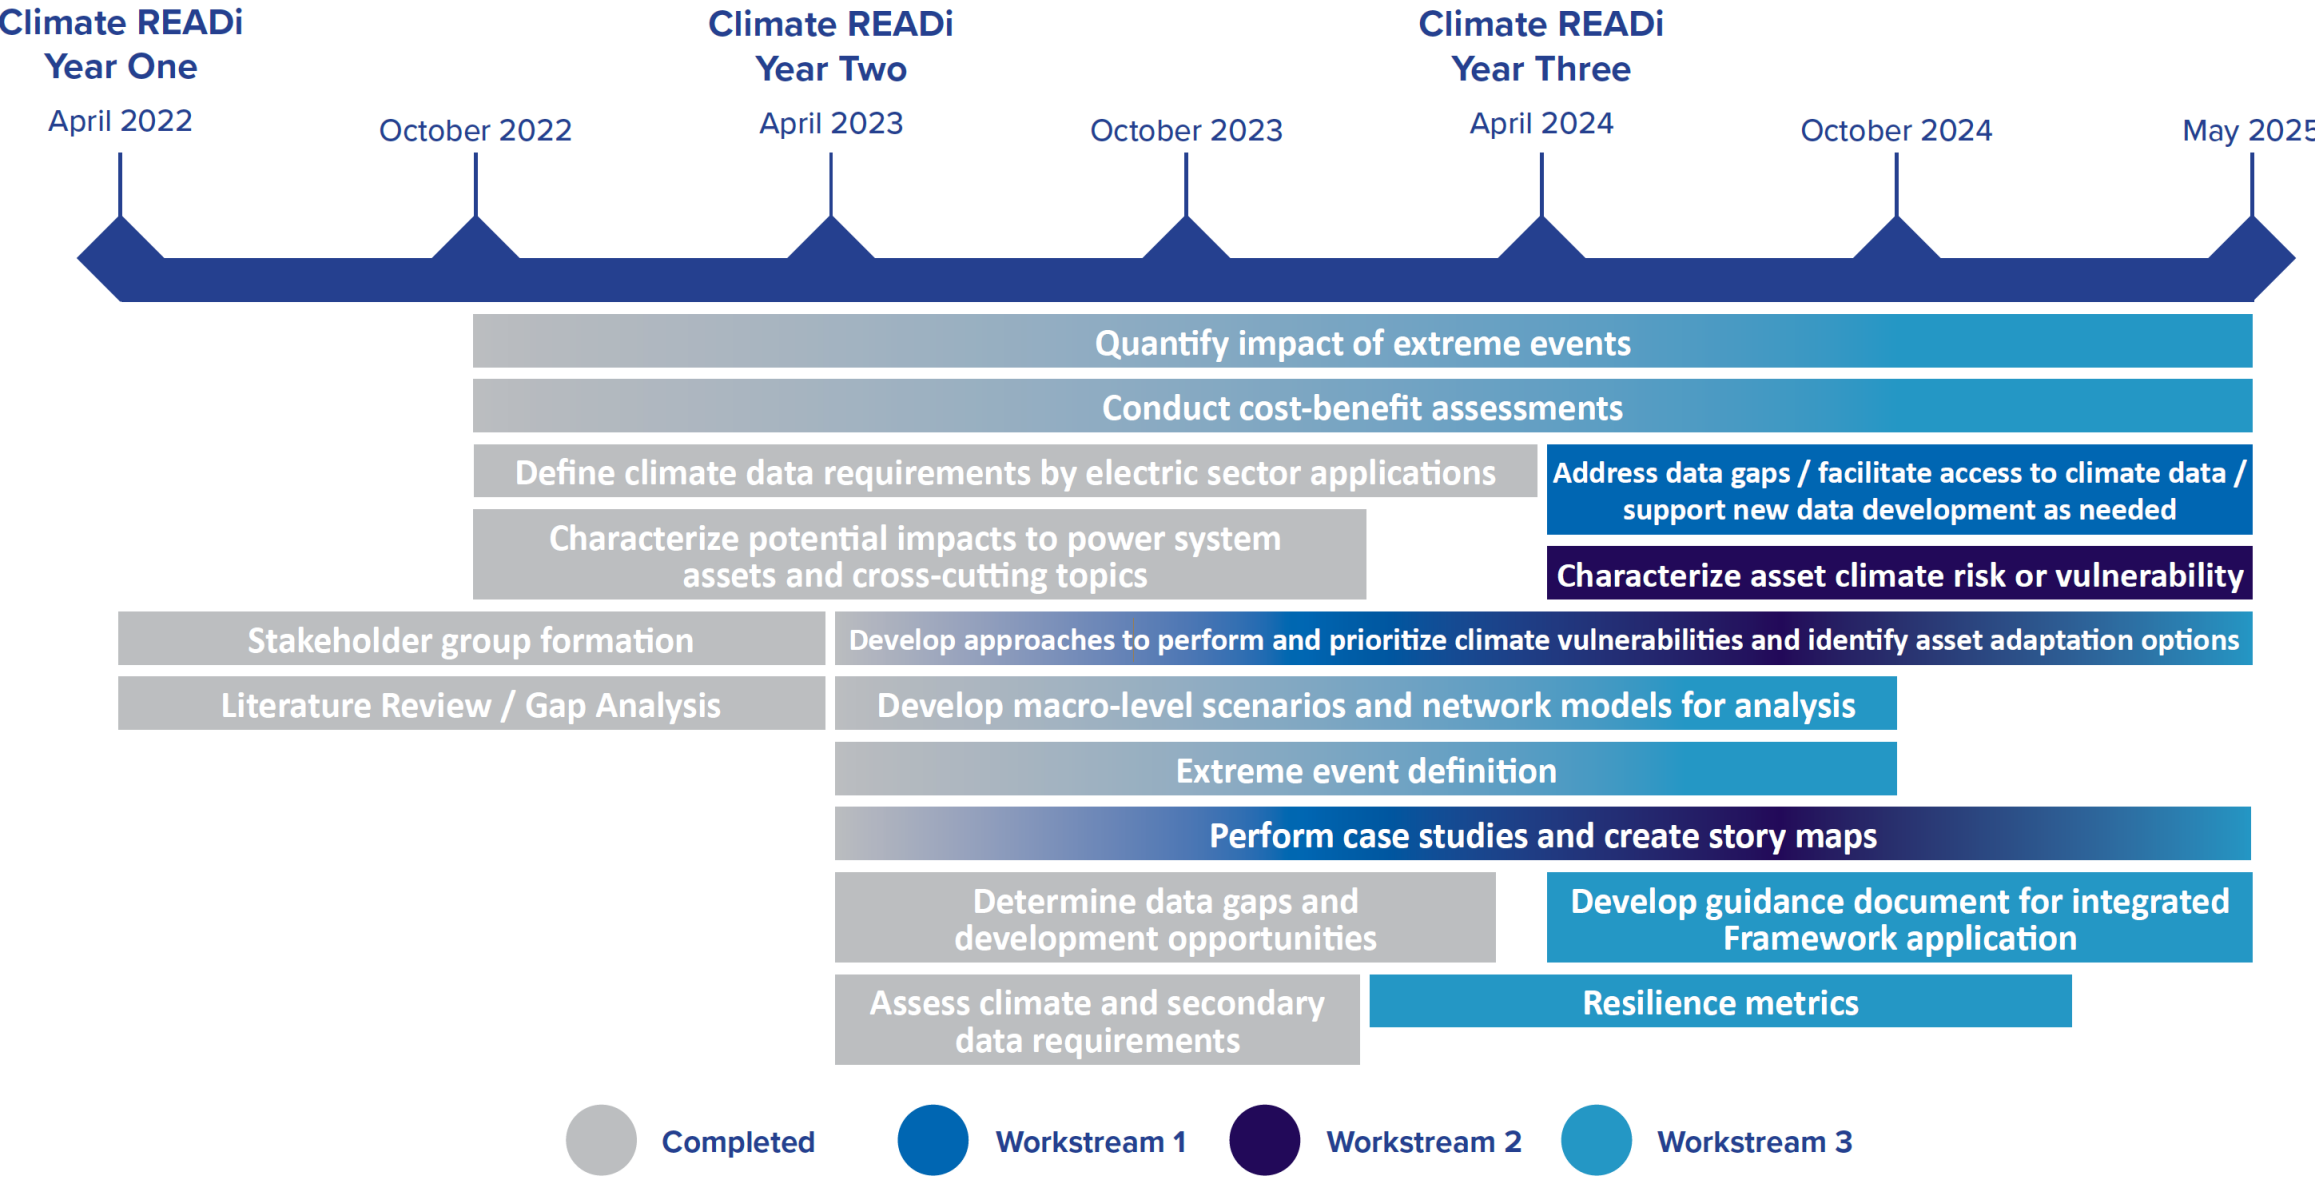 Climate READi
Year One
April 2022
October 2022
Climate READi
Year Two
April 2023
October 2023
Climate READi
Year Three
April 2024
October 2024
May 2025
Quantify impact of extreme events
Conduct cost-benefit assessments
Define climate data requirements by electric sector applications
Address data gaps / facilitate access to climate data /
support new data development as needed
Characterize potential impacts to power system
assets and cross-cutting topics
Characterize asset climate risk or vulnerability
Stakeholder group formation
Develop approaches to perform and prioritize climate vulnerabilities and identify asset adaptation options
Literature Review / Gap Analysis
Develop macro-level scenarios and network models for analysis
Extreme event definition
Perform case studies and create story maps
Determine data gaps and
development opportunities
Develop guidance document for integrated
Framework application
Assess climate and secondary
data requirements
Resilience metrics
Completed
Workstream 1
Workstream 2
Workstream 3